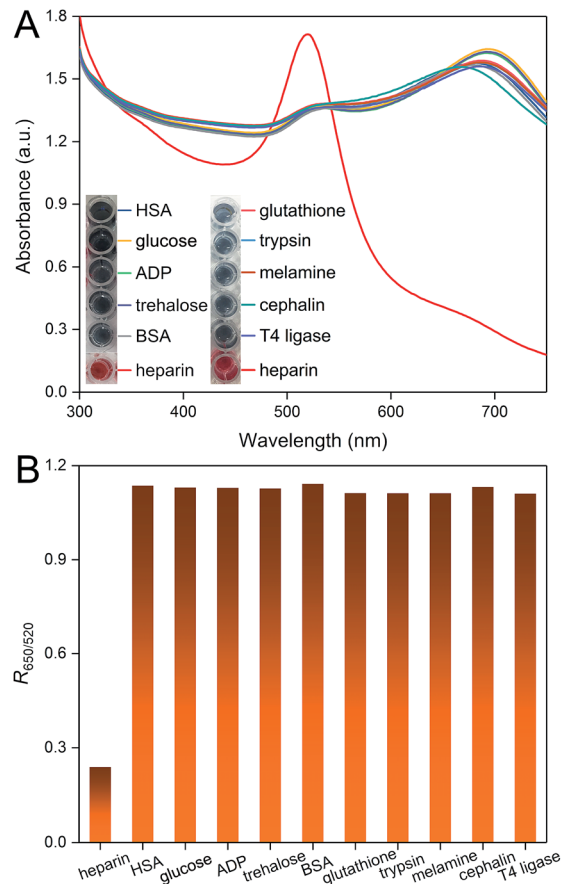 A
1.8
1.5
1.2
0.9
0.6
0.3
0.0
Absorbance (a.u.)
HSA
glucose
ADP
trehalose
BSA
heparin
glutathione
trypsin
melamine
cephalin
T4 ligase
heparin
300 400 500 600 700
Wavelength (nm)
B
1.2
0.9
0.6
0.3
0.0
R650/520
heparin HSA glucose ADP trehalose BSA glutathione trypsin melamine cephalin T4 ligase